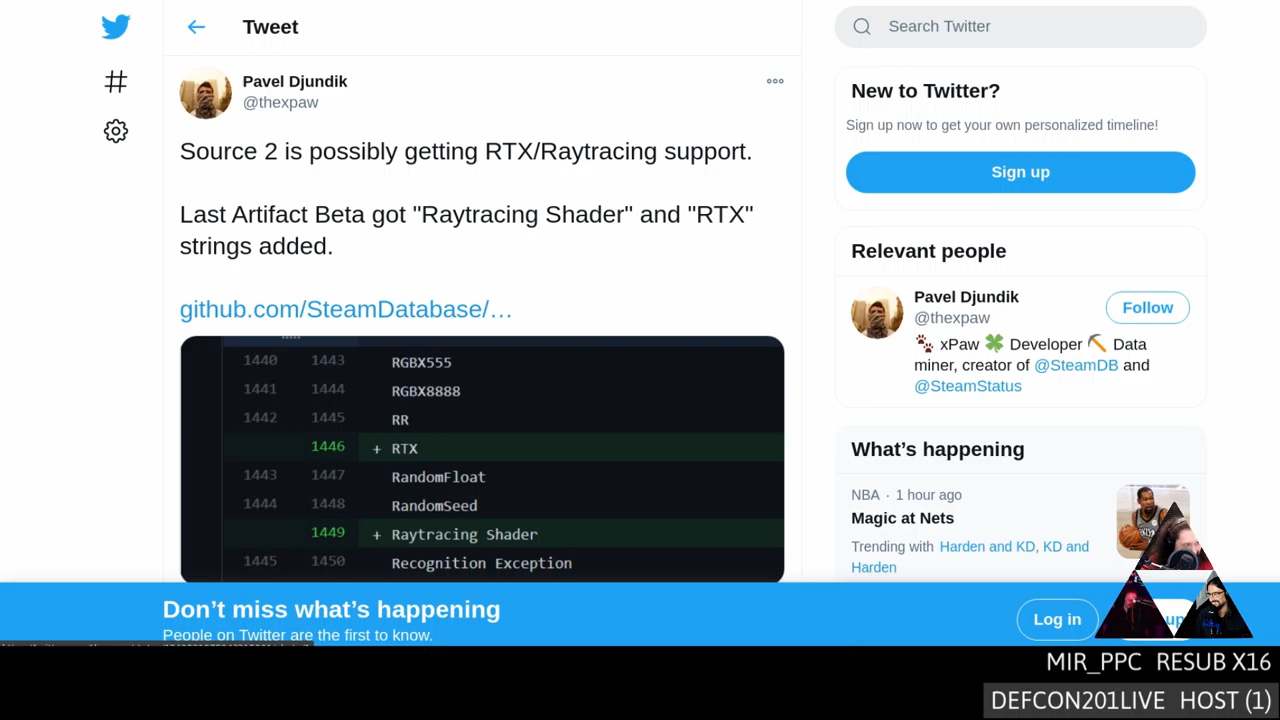 Tweet
Search Twitter
Pavel Djundik
@thexpaw
Source 2 is possibly getting RTX/Raytracing support.
Last Artifact Beta got "Raytracing Shader" and "RTX"
strings added.
github.com/SteamDatabase/…
1440 1443 RGBX555
1441 1444 RGBX8888
1442 1445 RR
1446 + RTX
1443 1447 RandomFloat
1444 1448 RandomSeed
1449 + Raytracing Shader
1445 1450 Recognition Exception
New to Twitter?
Sign up now to get your own personalized timeline!
Sign up
Relevant people
Pavel Djundik
@thexpaw
Follow
🐾 xPaw 🍀 Developer ⛏️ Data
miner, creator of @SteamDB and
@SteamStatus
What's happening
NBA · 1 hour ago
Magic at Nets
Trending with Harden and KD, KD and
Harden
Don't miss what's happening
People on Twitter are the first to know.
Log in
up
MIR_PPC RESUB X16
DEFCON201LIVE HOST (1)